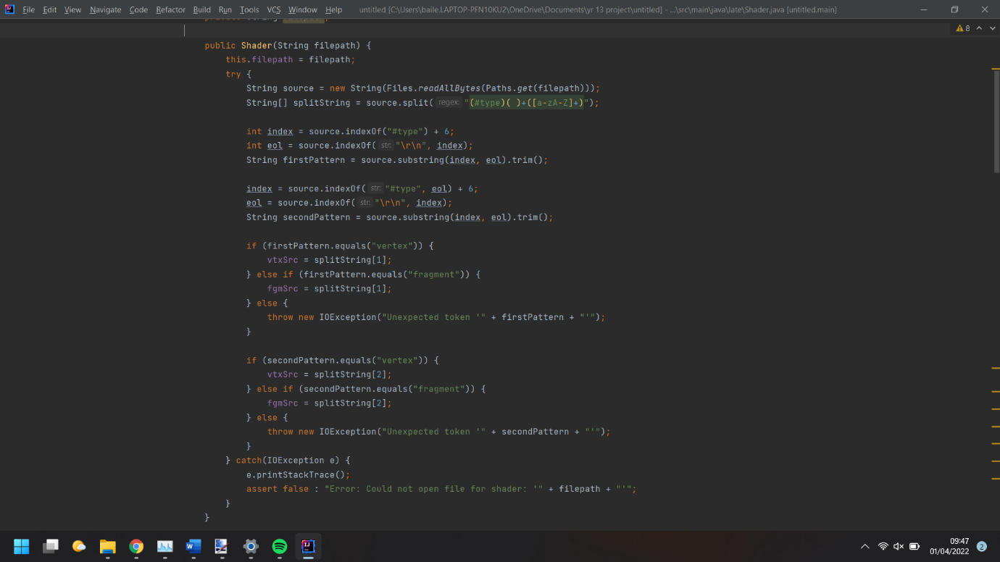 File Edit View Navigate Code Refactor Build Run Tools VCS Window Help untitled [C:\Users\baile.LAPTOP-PFN10KU2\OneDrive\Documents\yr 13 project\untitled] - ...\src\main\java\late\Shader.java [untitled.main]
8
public Shader(String filepath) {
this.filepath = filepath;
try {
String source = new String(Files.readAllBytes(Paths.get(filepath)));
String[] splitString = source.split( regex: "(#type)( )+([a-zA-Z]+)");
int index = source.indexOf("#type") + 6;
int eol = source.indexOf( str: "\r\n", index);
String firstPattern = source.substring(index, eol).trim();
index = source.indexOf( str: "#type", eol) + 6;
eol = source.indexOf( str: "\r\n", index);
String secondPattern = source.substring(index, eol).trim();
if (firstPattern.equals("vertex")) {
vtxSrc = splitString[1];
} else if (firstPattern.equals("fragment")) {
fgmSrc = splitString[1];
} else {
throw new IOException("Unexpected token '" + firstPattern + "'");
}
if (secondPattern.equals("vertex")) {
vtxSrc = splitString[2];
} else if (secondPattern.equals("fragment")) {
fgmSrc = splitString[2];
} else {
throw new IOException("Unexpected token '" + secondPattern + "'");
}
} catch(IOException e) {
e.printStackTrace();
assert false : "Error: Could not open file for shader: '" + filepath + "'";
}
}
09:47
01/04/2022
2